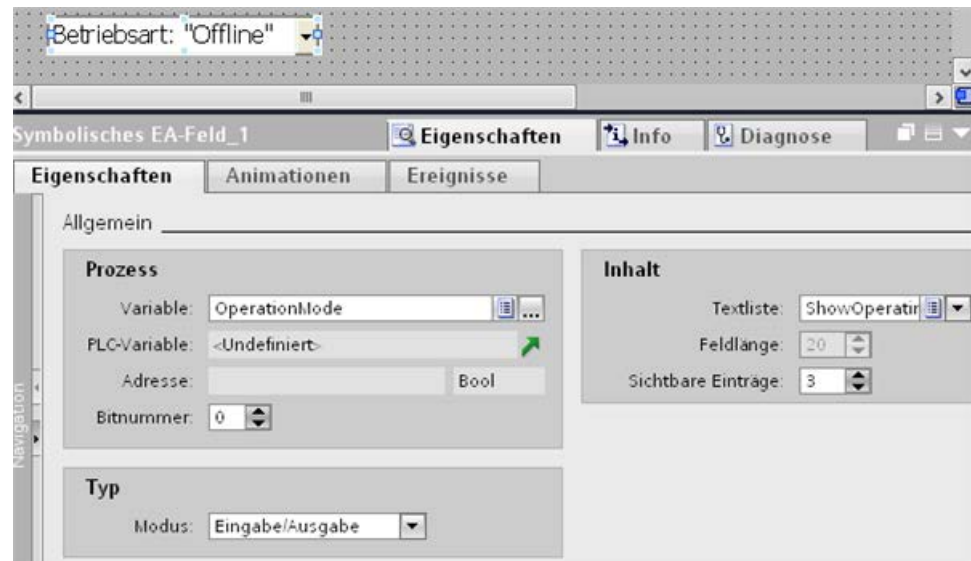 Betriebsart: "Offline"
Symbolisches EA-Feld_1
Eigenschaften
Info
Diagnose
Eigenschaften
Animationen
Ereignisse
Allgemein
Prozess
Variable: OperationMode
PLC-Variable: <Undefiniert>
Adresse: Bool
Bitnummer: 0
Inhalt
Textliste: ShowOperatin
Feldlänge: 20
Sichtbare Einträge: 3
Typ
Modus: Eingabe/Ausgabe
Navigation